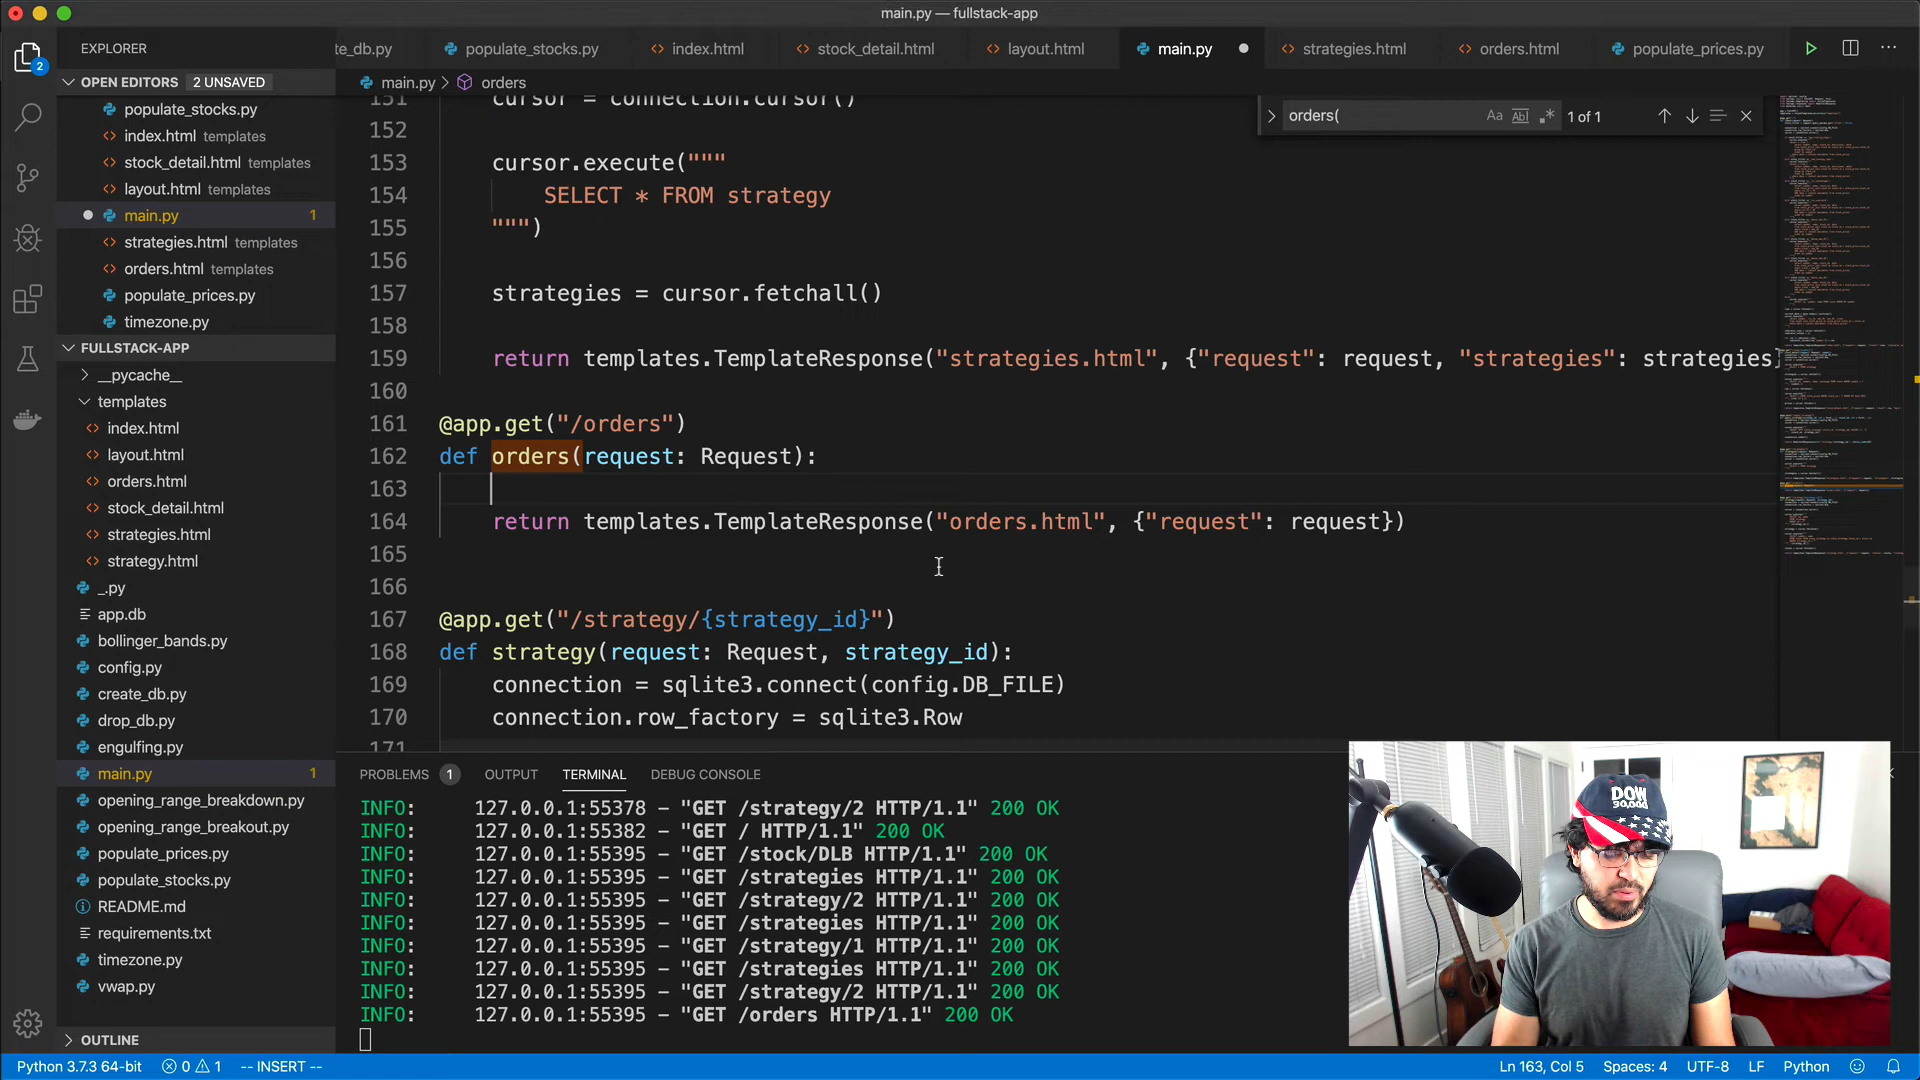 main.py — fullstack-app
EXPLORER
te_db.py
populate_stocks.py
index.html
stock_detail.html
layout.html
main.py
strategies.html
orders.html
populate_prices.py
OPEN EDITORS 2 UNSAVED
main.py > orders
populate_stocks.py
index.html templates
stock_detail.html templates
layout.html templates
main.py 1
strategies.html templates
orders.html templates
populate_prices.py
timezone.py
FULLSTACK-APP
__pycache__
templates
index.html
layout.html
orders.html
stock_detail.html
strategies.html
strategy.html
_.py
app.db
bollinger_bands.py
config.py
create_db.py
drop_db.py
engulfing.py
main.py 1
opening_range_breakdown.py
opening_range_breakout.py
populate_prices.py
populate_stocks.py
README.md
requirements.txt
timezone.py
vwap.py
OUTLINE
2
orders( Aa Abl .* 1 of 1
151 cursor = connection.cursor()
152
153 cursor.execute("""
154 SELECT * FROM strategy
155 """)
156
157 strategies = cursor.fetchall()
158
159 return templates.TemplateResponse("strategies.html", {"request": request, "strategies": strategies}
160
161 @app.get("/orders")
162 def orders(request: Request):
163
164 return templates.TemplateResponse("orders.html", {"request": request})
165
166
167 @app.get("/strategy/{strategy_id}")
168 def strategy(request: Request, strategy_id):
169 connection = sqlite3.connect(config.DB_FILE)
170 connection.row_factory = sqlite3.Row
171
PROBLEMS 1 OUTPUT TERMINAL DEBUG CONSOLE
INFO: 127.0.0.1:55378 - "GET /strategy/2 HTTP/1.1" 200 OK
INFO: 127.0.0.1:55382 - "GET / HTTP/1.1" 200 OK
INFO: 127.0.0.1:55395 - "GET /stock/DLB HTTP/1.1" 200 OK
INFO: 127.0.0.1:55395 - "GET /strategies HTTP/1.1" 200 OK
INFO: 127.0.0.1:55395 - "GET /strategy/2 HTTP/1.1" 200 OK
INFO: 127.0.0.1:55395 - "GET /strategies HTTP/1.1" 200 OK
INFO: 127.0.0.1:55395 - "GET /strategy/1 HTTP/1.1" 200 OK
INFO: 127.0.0.1:55395 - "GET /strategies HTTP/1.1" 200 OK
INFO: 127.0.0.1:55395 - "GET /strategy/2 HTTP/1.1" 200 OK
INFO: 127.0.0.1:55395 - "GET /orders HTTP/1.1" 200 OK
DOW
30,000
Python 3.7.3 64-bit 0 1 -- INSERT --
Ln 163, Col 5 Spaces: 4 UTF-8 LF Python